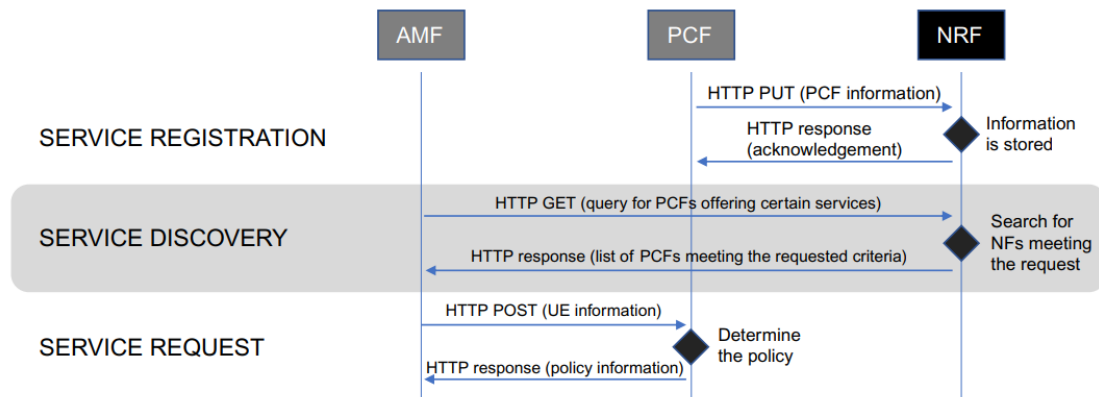 AMF
PCF
NRF
HTTP PUT (PCF information)
SERVICE REGISTRATION
HTTP response
(acknowledgement)
Information
is stored
HTTP GET (query for PCFs offering certain services)
SERVICE DISCOVERY
Search for
NFs meeting
the request
HTTP response (list of PCFs meeting the requested criteria)
HTTP POST (UE information)
SERVICE REQUEST
Determine
the policy
HTTP response (policy information)